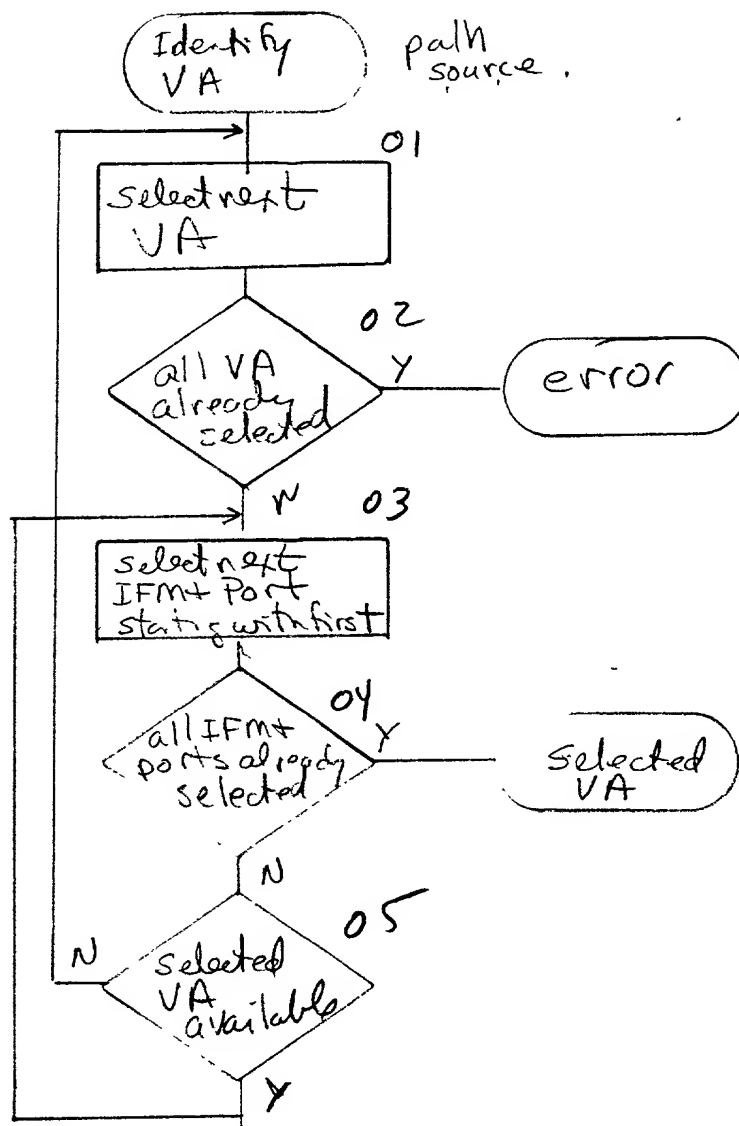 Identify
VA
path
source.
01
select next
VA
02
all VA
already
selected
Y
error
N
03
select next
IFM + Port
starting with first
04
all IFM +
ports already
selected
Y
selected
VA
N
05
selected
VA
available
N
Y